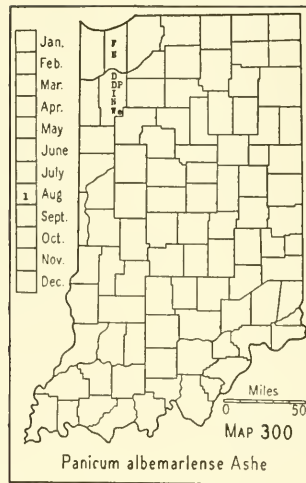 Jan.
Feb.
Mar.
Apr.
May
June
July
1 Aug
Sept.
Oct.
Nov.
Dec.
D
DP
I
N
W
Miles
0 50
MAP 300
Panicum albemarlense Ashe